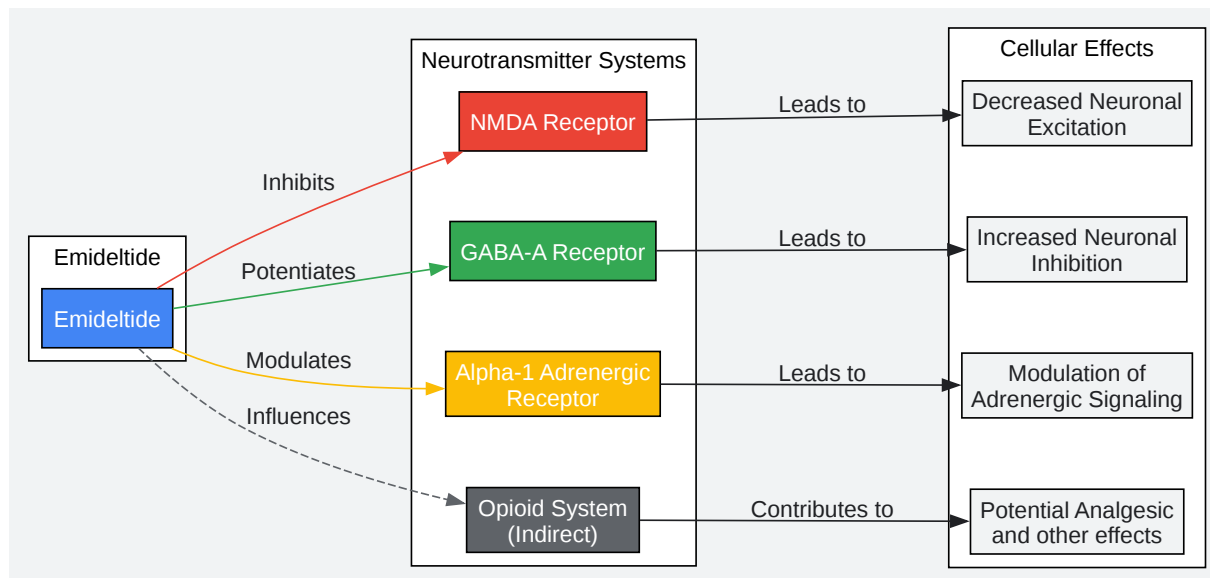 Emideltide
Emideltide
Inhibits
Potentiates
Modulates
Influences
Neurotransmitter Systems
NMDA Receptor
GABA-A Receptor
Alpha-1 Adrenergic
Receptor
Opioid System
(Indirect)
Leads to
Leads to
Leads to
Contributes to
Cellular Effects
Decreased Neuronal
Excitation
Increased Neuronal
Inhibition
Modulation of
Adrenergic Signaling
Potential Analgesic
and other effects